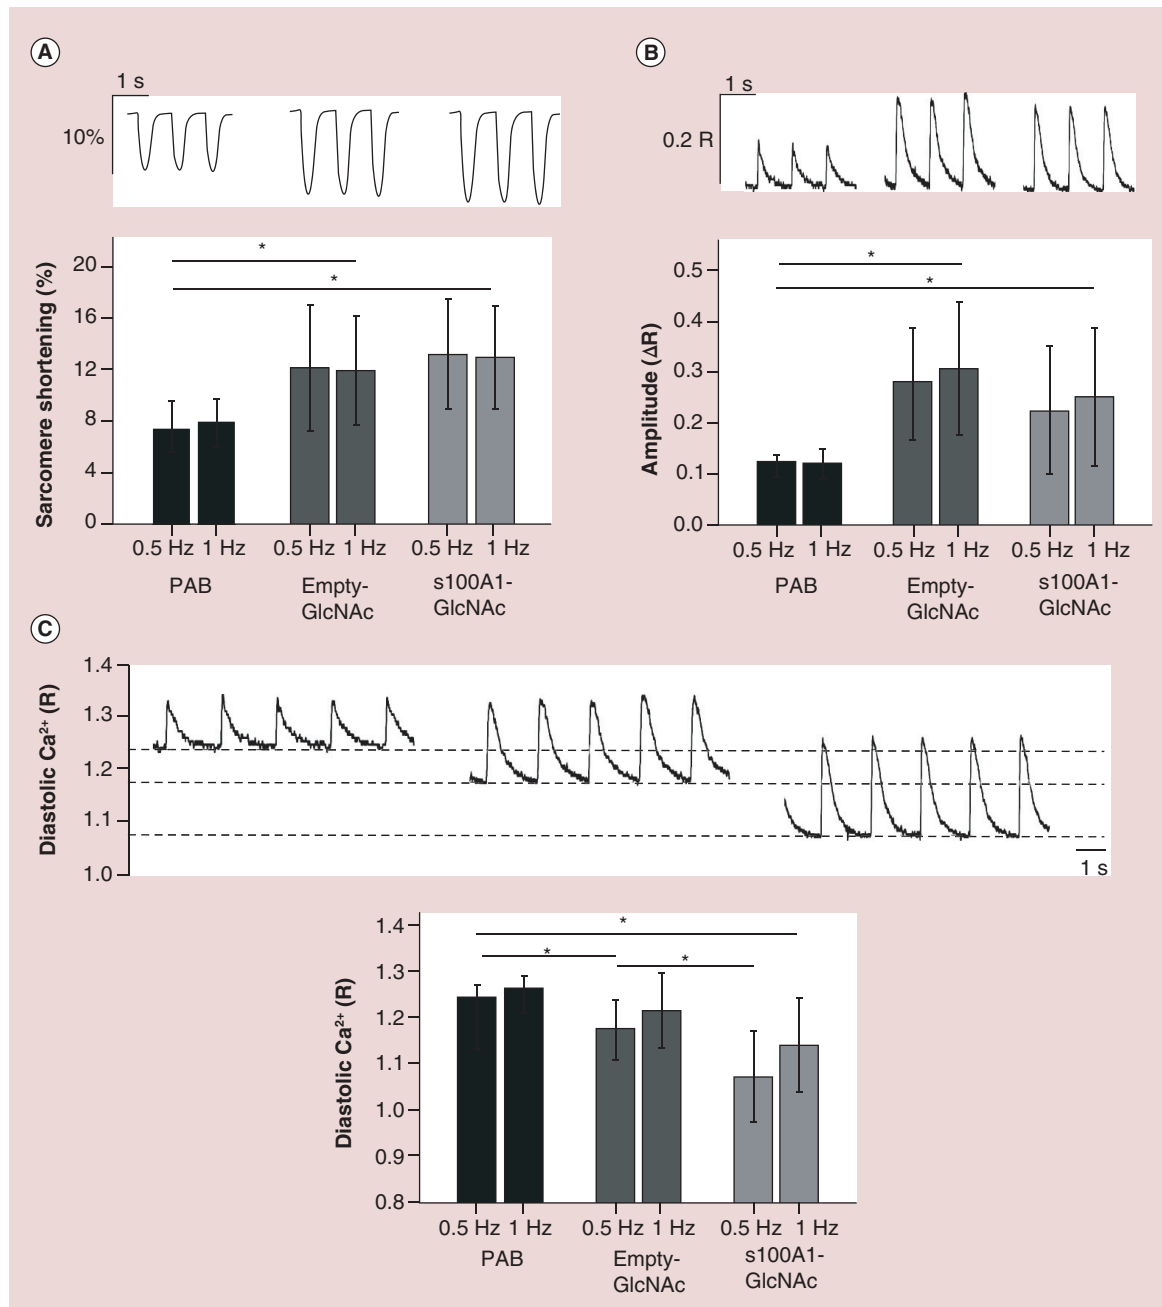 A
1 s
10%
*
*
Sarcomere shortening (%)
20
16
12
8
4
0
0.5 Hz 1 Hz 0.5 Hz 1 Hz 0.5 Hz 1 Hz
PAB Empty- s100A1-
GlcNAc GlcNAc
B
1 s
0.2 R
*
*
Amplitude (ΔR)
0.5
0.4
0.3
0.2
0.1
0.0
0.5 Hz 1 Hz 0.5 Hz 1 Hz 0.5 Hz 1 Hz
PAB Empty- s100A1-
GlcNAc GlcNAc
C
Diastolic Ca²⁺ (R)
1.4
1.3
1.2
1.1
1.0
1 s
*
*
*
Diastolic Ca²⁺ (R)
1.4
1.3
1.2
1.1
1.0
0.9
0.8
0.5 Hz 1 Hz 0.5 Hz 1 Hz 0.5 Hz 1 Hz
PAB Empty- s100A1-
GlcNAc GlcNAc